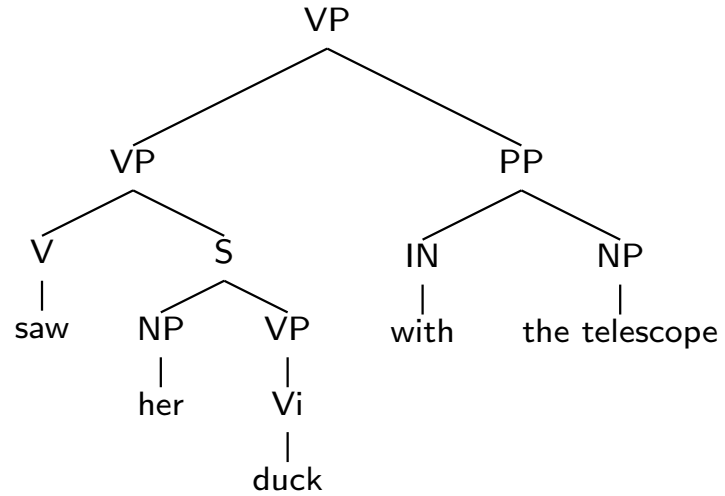 VP
VP PP
V S IN NP
saw NP VP with the telescope
her Vi
duck